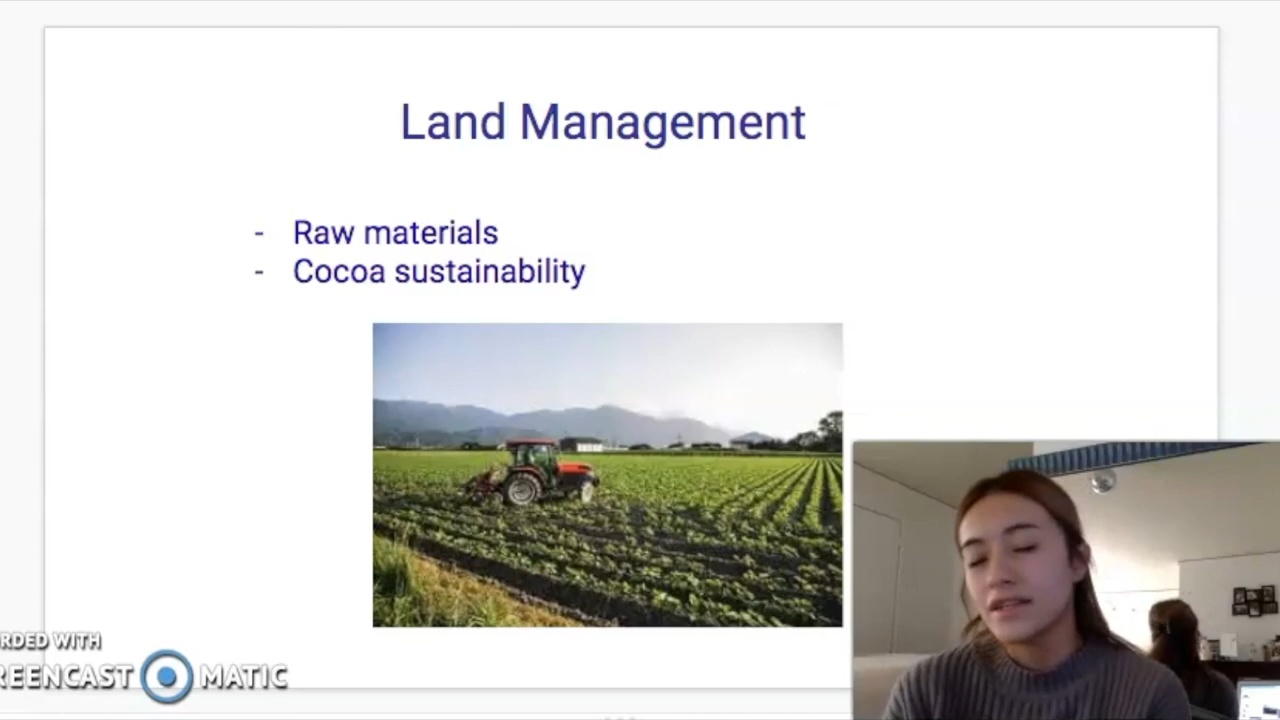 Land Management
- Raw materials
- Cocoa sustainability
RDED WITH
REENCAST MATIC